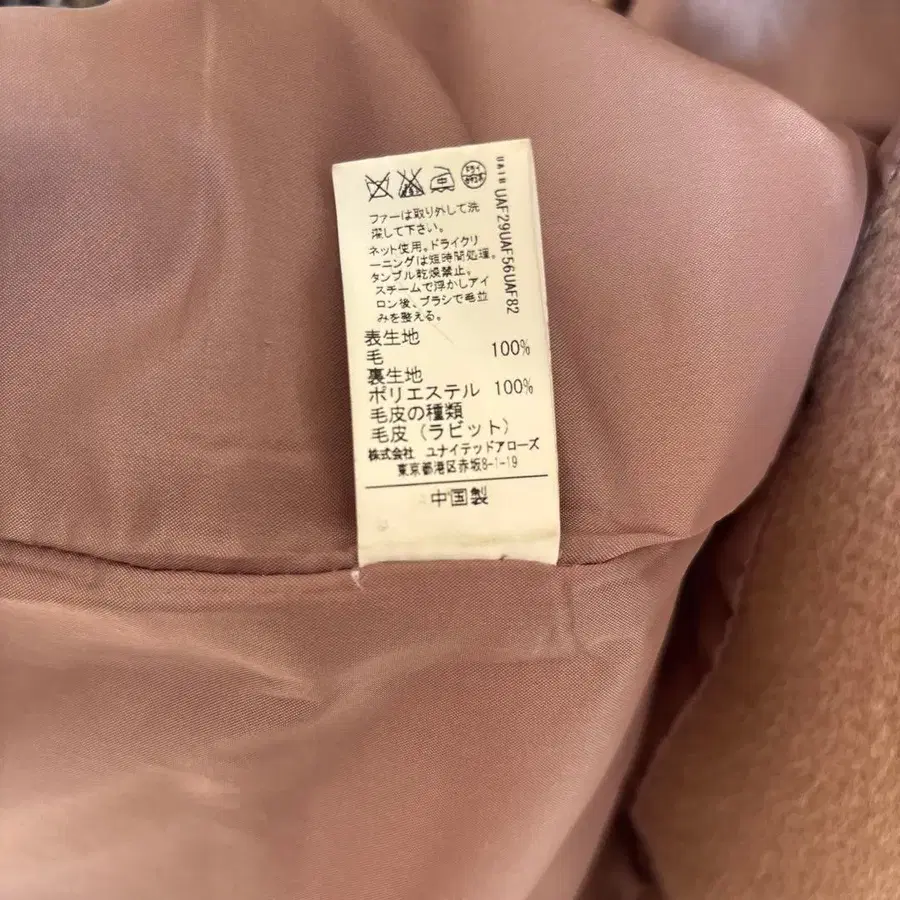 ファーは取り外して洗
濯して下さい。
ネット使用。ドライクリ
ーニングは短時間処理。
タンブル乾燥禁止。
スチームで浮かしアイ
ロン後、ブラシで毛並
みを整える。
UAF29UAF56UAF82
表生地
毛 100%
裏生地
ポリエステル 100%
毛皮の種類
毛皮（ラビット）
株式会社 ユナイテッドアローズ
東京都港区赤坂8-1-19
中国製